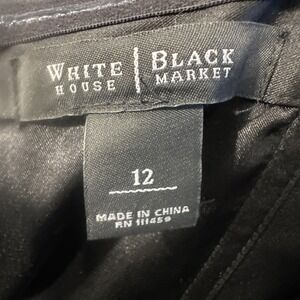 WHITE HOUSE | BLACK MARKET
12
MADE IN CHINA
RN 111459